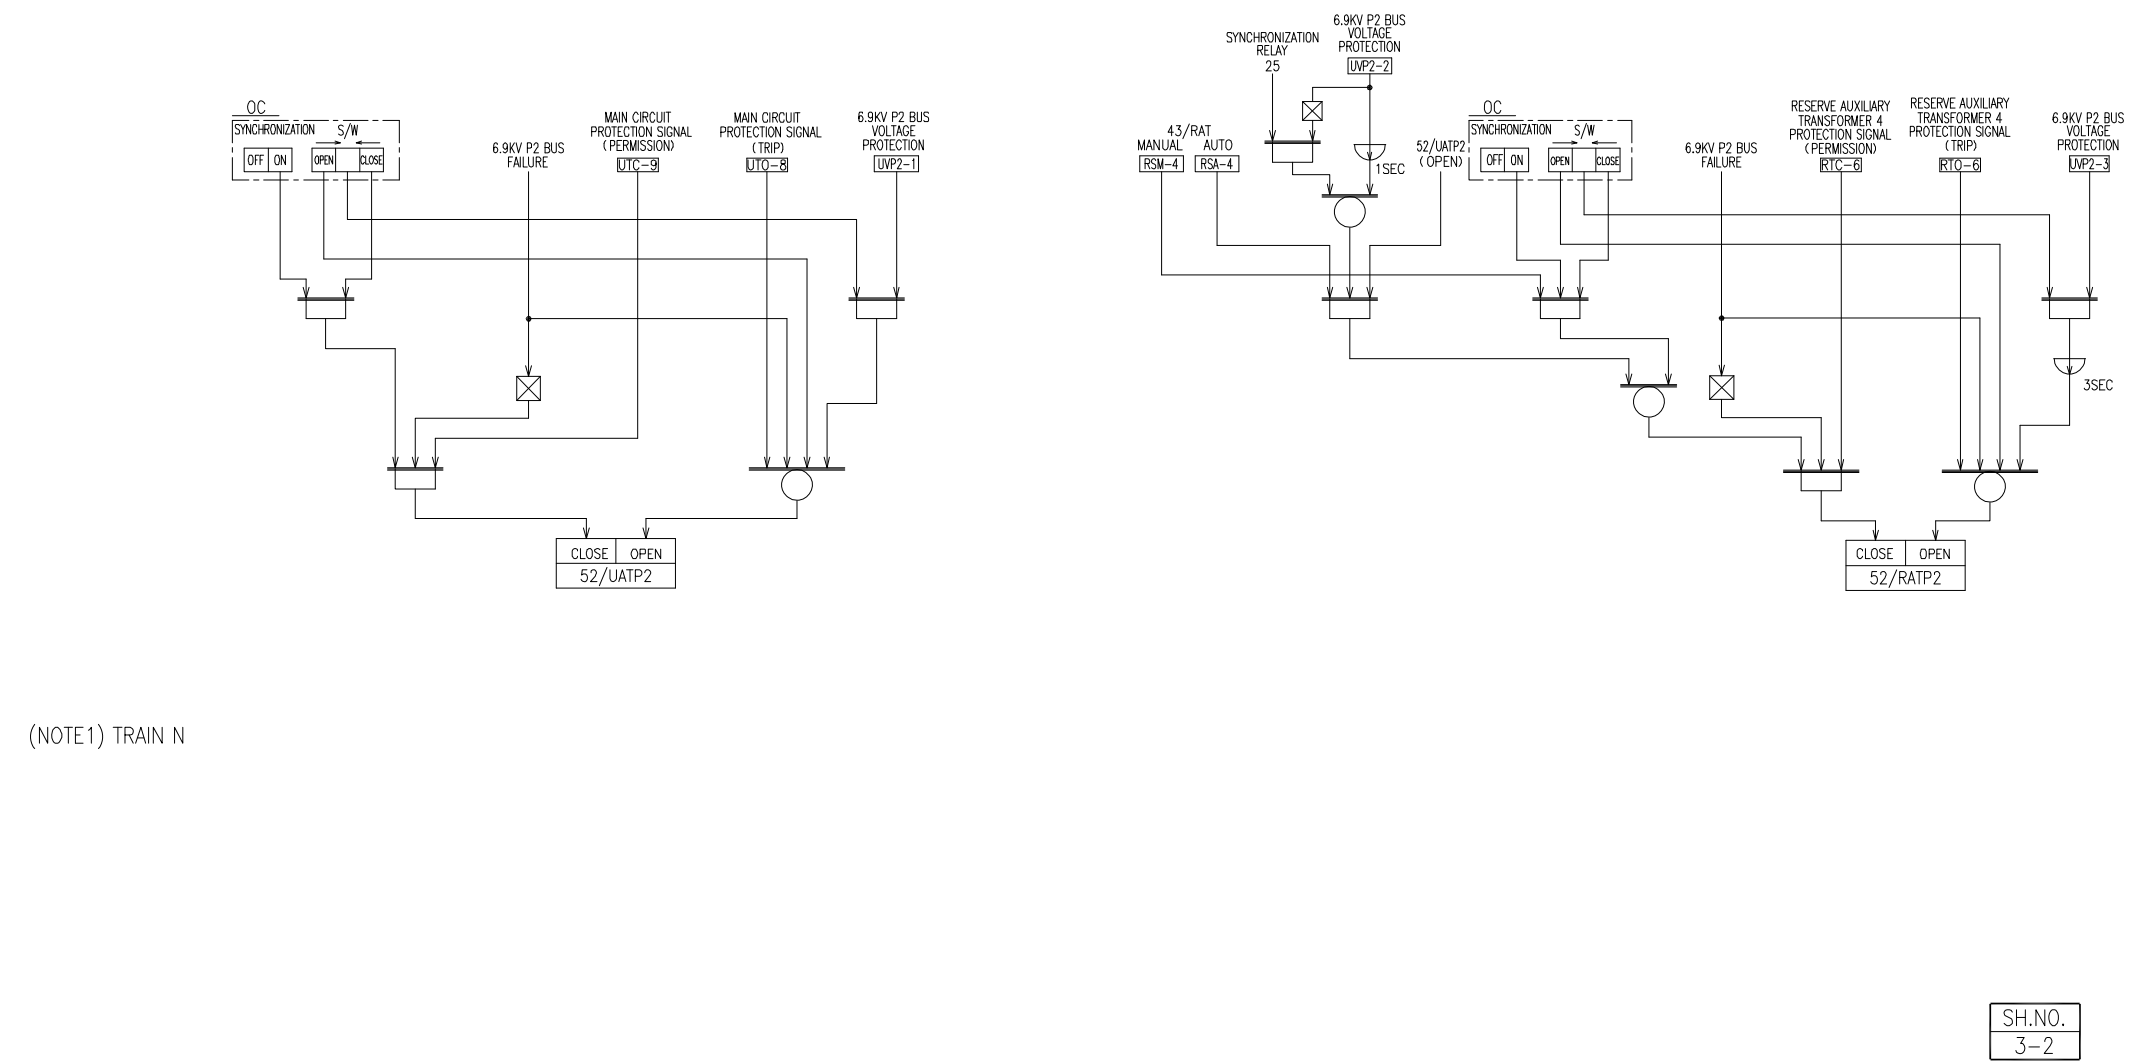 OC
SYNCHRONIZATION S/W
OFF ON OPEN CLOSE
6.9KV P2 BUS
FAILURE
MAIN CIRCUIT
PROTECTION SIGNAL
(PERMISSION)
UTC-9
MAIN CIRCUIT
PROTECTION SIGNAL
(TRIP)
UTO-8
6.9KV P2 BUS
VOLTAGE
PROTECTION
UVP2-1
CLOSE OPEN
52/UATP2
SYNCHRONIZATION
RELAY
25
6.9KV P2 BUS
VOLTAGE
PROTECTION
UVP2-2
1SEC
43/RAT
MANUAL AUTO
RSM-4 RSA-4
52/UATP2
(OPEN)
OC
SYNCHRONIZATION S/W
OFF ON OPEN CLOSE
6.9KV P2 BUS
FAILURE
RESERVE AUXILIARY
TRANSFORMER 4
PROTECTION SIGNAL
(PERMISSION)
RTC-6
RESERVE AUXILIARY
TRANSFORMER 4
PROTECTION SIGNAL
(TRIP)
RTO-6
6.9KV P2 BUS
VOLTAGE
PROTECTION
UVP2-3
3SEC
CLOSE OPEN
52/RATP2
(NOTE1) TRAIN N
SH.NO.
3-2